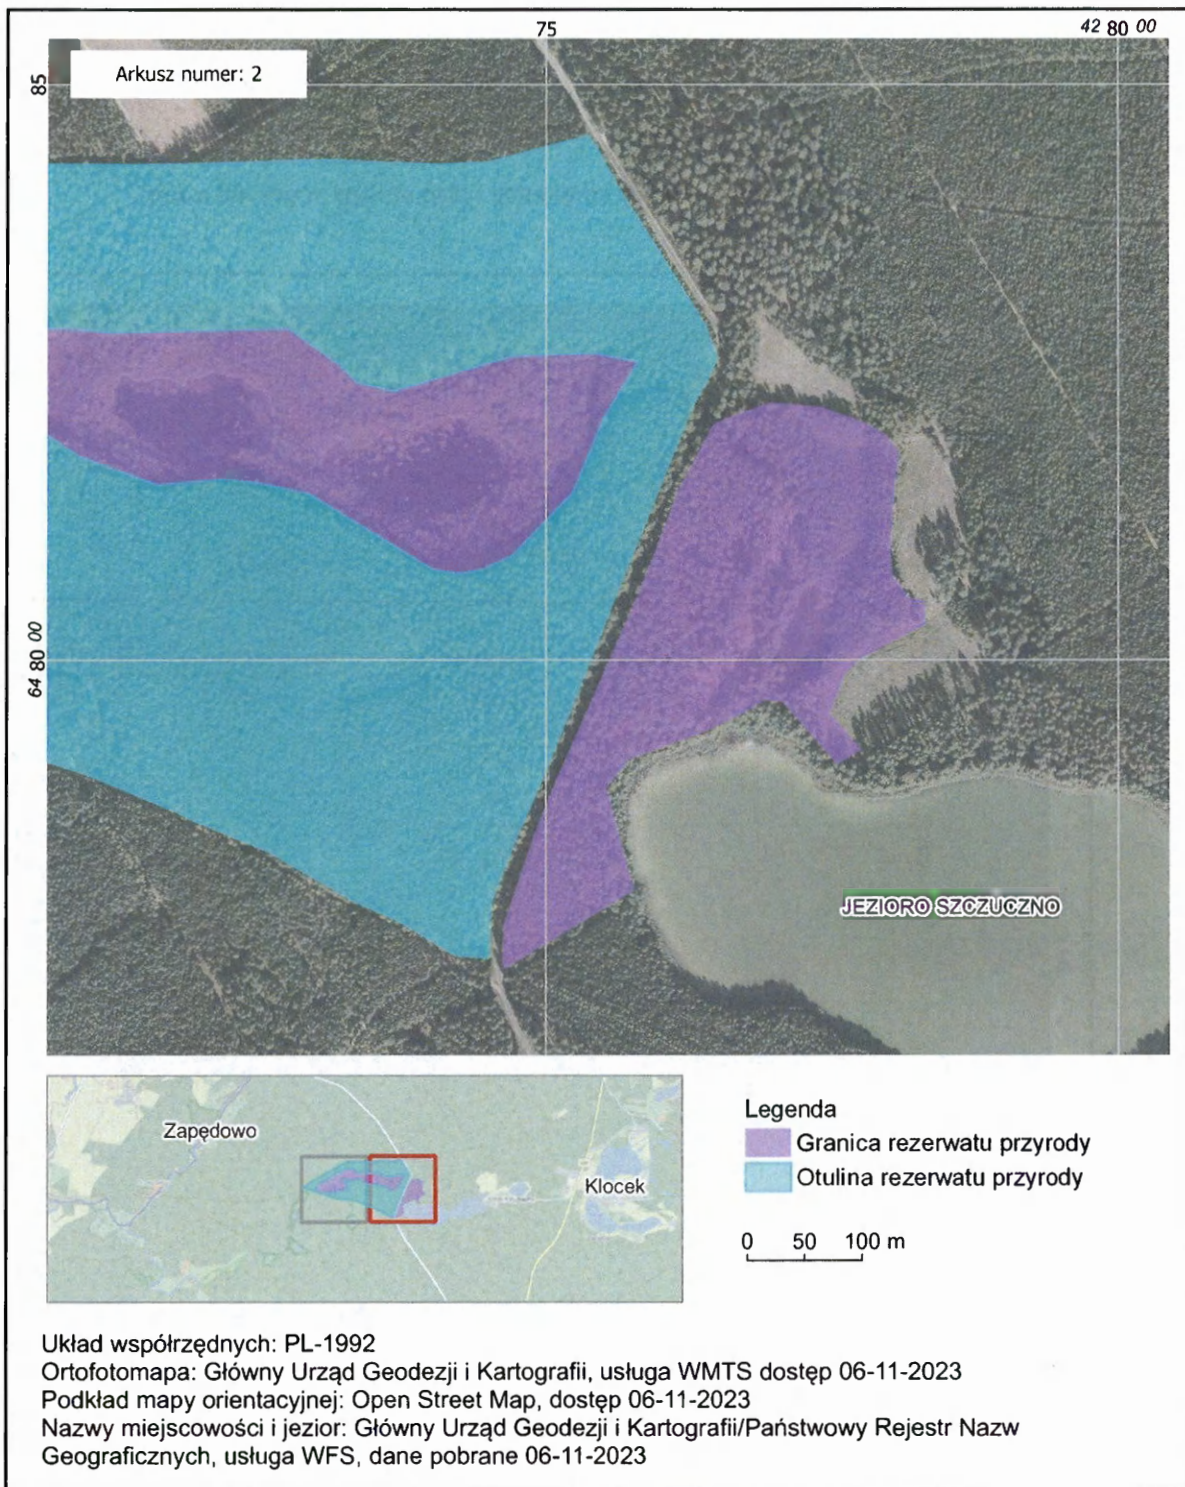 75
42 80 00
Arkusz numer: 2
85
64 80 00
JEZIORO SZCZUCZNO
Zapędowo
Klocek
Legenda
Granica rezerwatu przyrody
Otulina rezerwatu przyrody
0 50 100 m
Układ współrzędnych: PL-1992
Ortofotomapa: Główny Urząd Geodezji i Kartografii, usługa WMTS dostęp 06-11-2023
Podkład mapy orientacyjnej: Open Street Map, dostęp 06-11-2023
Nazwy miejscowości i jezior: Główny Urząd Geodezji i Kartografii/Państwowy Rejestr Nazw
Geograficznych, usługa WFS, dane pobrane 06-11-2023